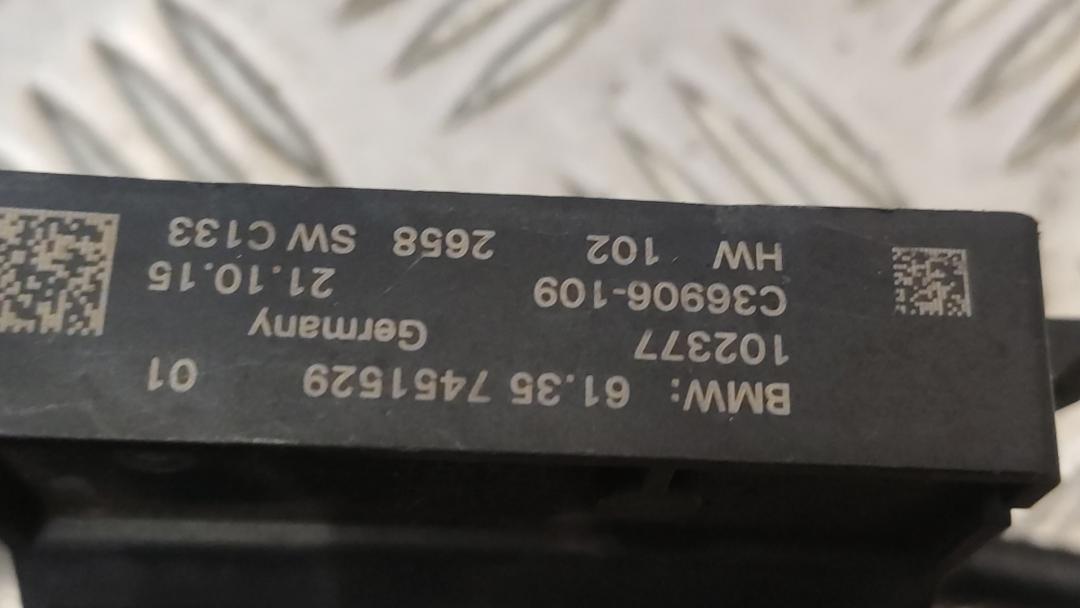 BMW: 61.35 7451529 01
102377 Germany
C36906-109 21.10.15
HW 102 2658 SW C133